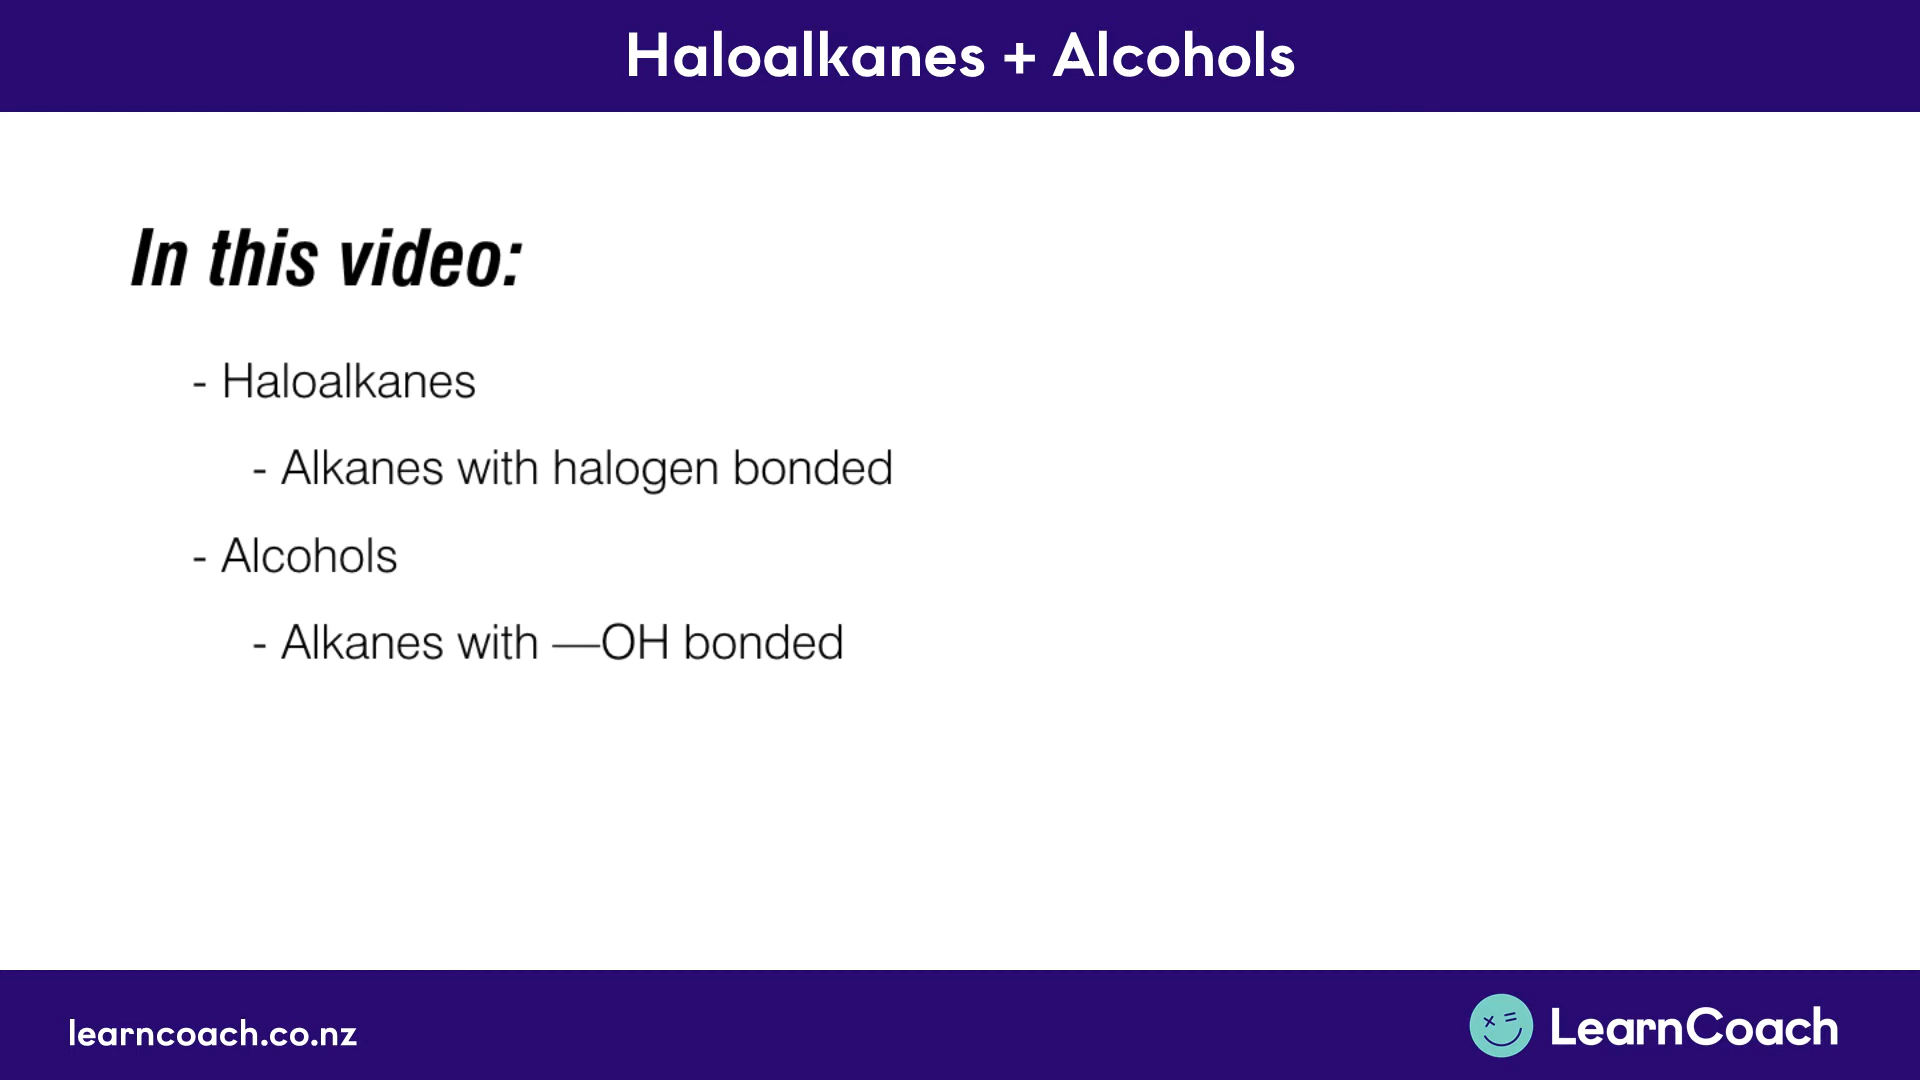 Haloalkanes + Alcohols
In this video:
- Haloalkanes
- Alkanes with halogen bonded
- Alcohols
- Alkanes with —OH bonded
learncoach.co.nz
LearnCoach